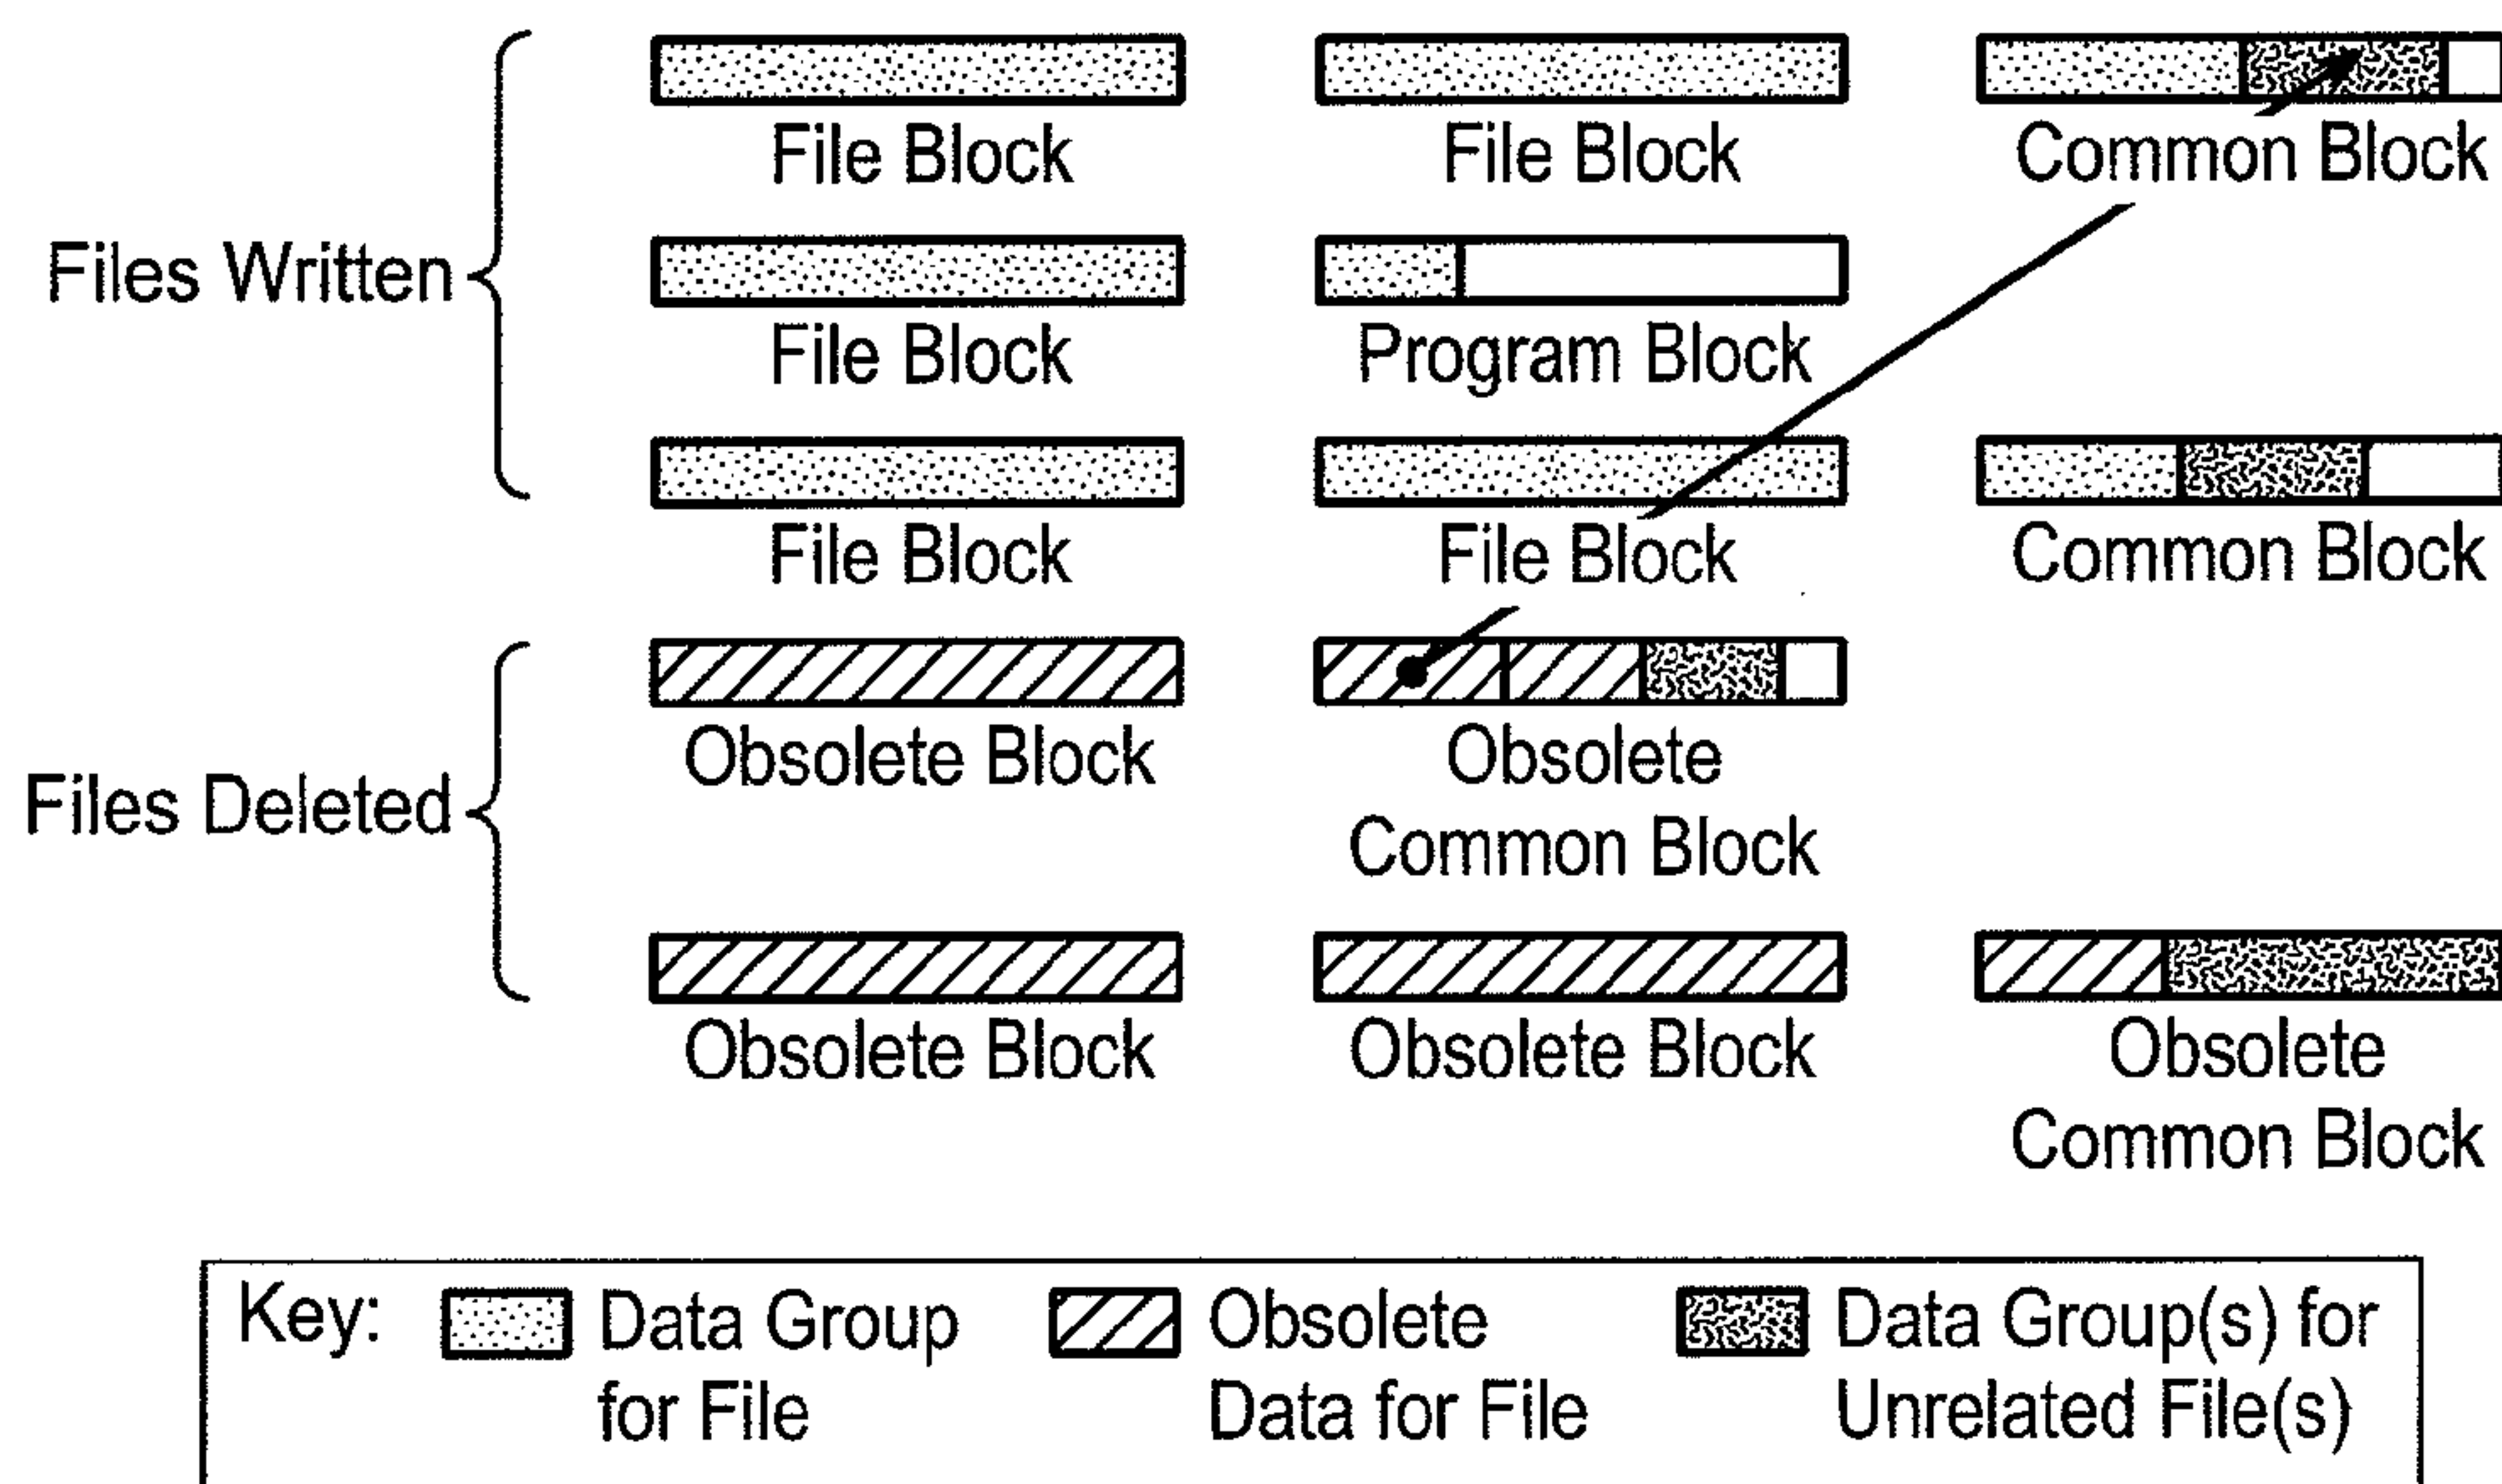 File Block
File Block
Common Block
Files Written
File Block
Program Block
File Block
File Block
Common Block
Files Deleted
Obsolete Block
Obsolete
Common Block
Obsolete Block
Obsolete Block
Obsolete
Common Block
Key:
Data Group
for File
Obsolete
Data for File
Data Group(s) for
Unrelated File(s)